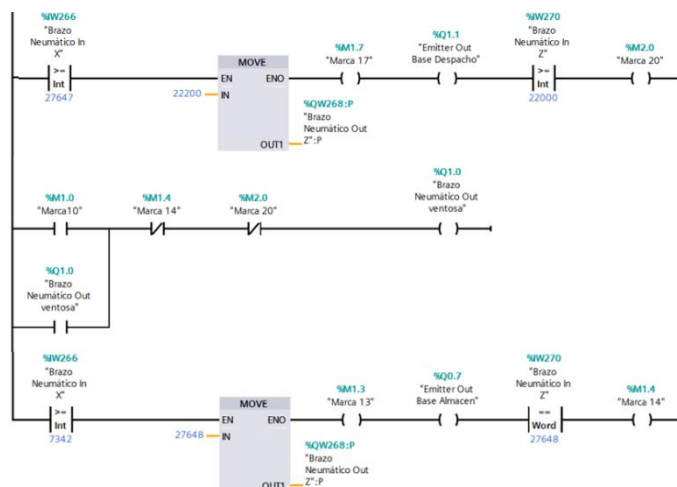 %IW266
"Brazo
Neumático In
X"
>=
Int
27647
MOVE
EN
ENO
22200
IN
OUT1
%QW268:P
"Brazo
Neumático Out
Z":P
%M1.7
"Marca 17"
%Q1.1
"Emitter Out
Base Despacho"
%IW270
"Brazo
Neumático In
Z"
>=
Int
22000
%M2.0
"Marca 20"
%M1.0
"Marca10"
%M1.4
"Marca 14"
%M2.0
"Marca 20"
%Q1.0
"Brazo
Neumático Out
ventosa"
%Q1.0
"Brazo
Neumático Out
ventosa"
%IW266
"Brazo
Neumático In
X"
>=
Int
7342
MOVE
EN
ENO
27648
IN
OUT1
%QW268:P
"Brazo
Neumático Out
Z":P
%M1.3
"Marca 13"
%Q0.7
"Emitter Out
Base Almacen"
%IW270
"Brazo
Neumático In
Z"
==
Word
27648
%M1.4
"Marca 14"